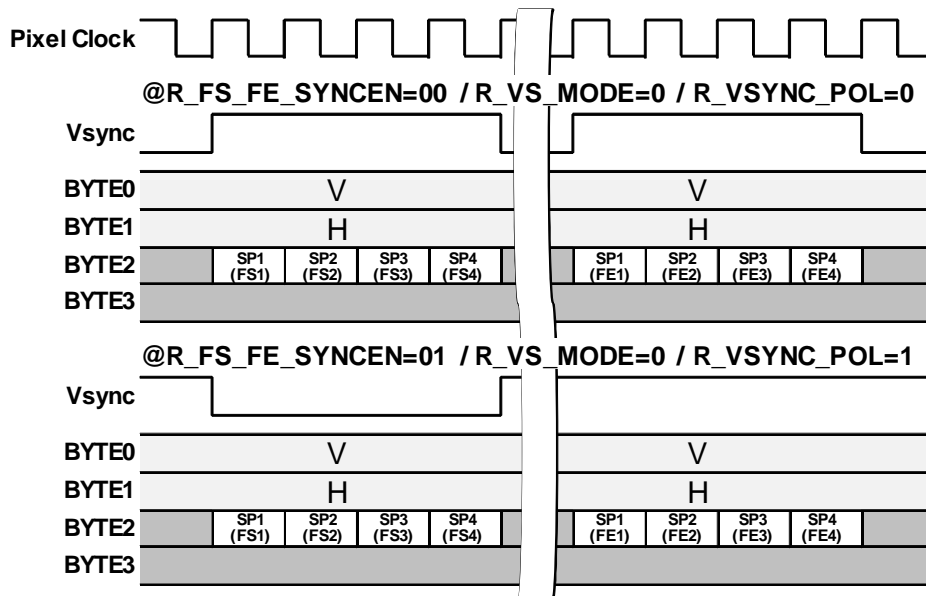 Pixel Clock
@R_FS_FE_SYNCEN=00 / R_VS_MODE=0 / R_VSYNC_POL=0
Vsync
BYTE0 V V
BYTE1 H H
BYTE2 SP1 (FS1) SP2 (FS2) SP3 (FS3) SP4 (FS4) SP1 (FE1) SP2 (FE2) SP3 (FE3) SP4 (FE4)
BYTE3
@R_FS_FE_SYNCEN=01 / R_VS_MODE=0 / R_VSYNC_POL=1
Vsync
BYTE0 V V
BYTE1 H H
BYTE2 SP1 (FS1) SP2 (FS2) SP3 (FS3) SP4 (FS4) SP1 (FE1) SP2 (FE2) SP3 (FE3) SP4 (FE4)
BYTE3